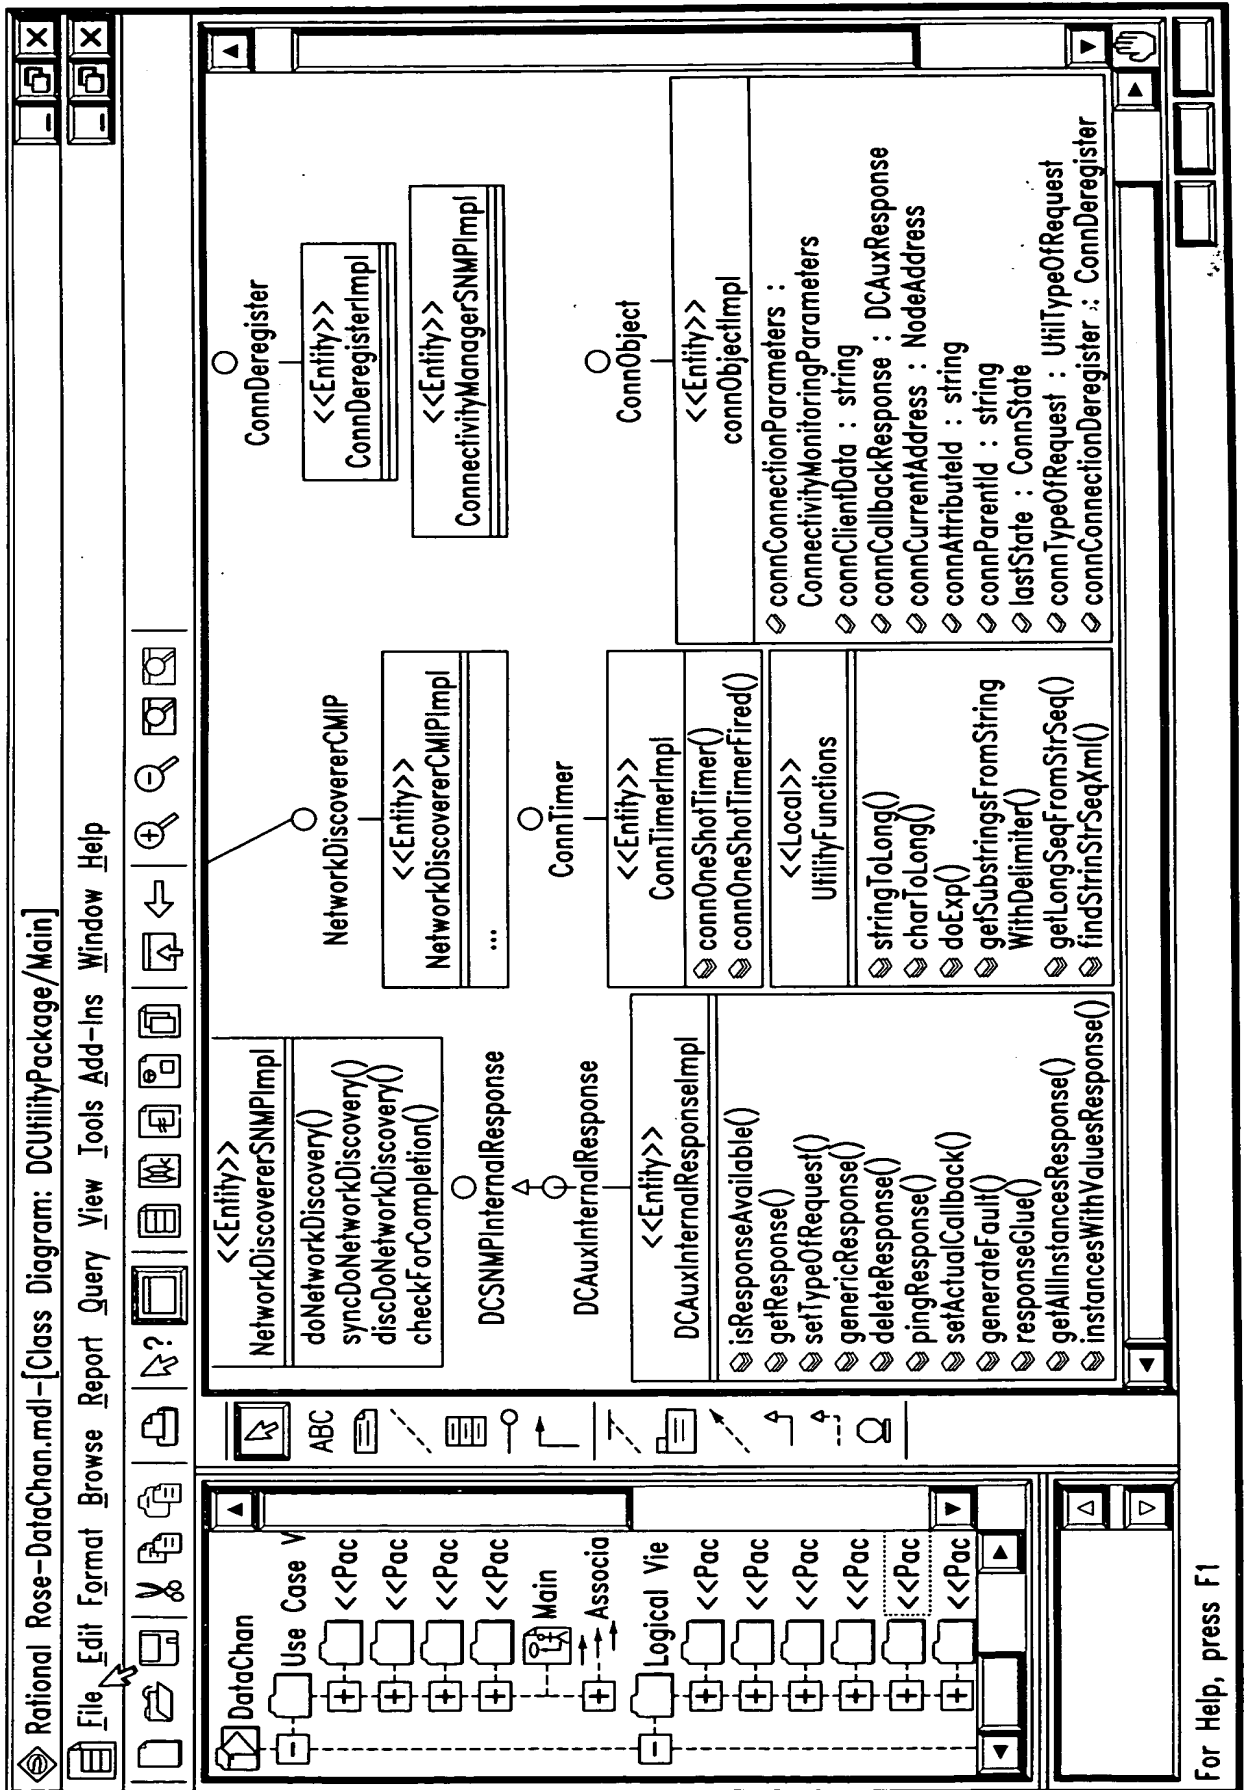 Rational Rose-DataChan.mdl-[Class Diagram: DCUtilityPackage/Main]
File Edit Format Browse Report Query View Tools Add-Ins Window Help
DataChan
Use Case V
<<Pac
<<Pac
<<Pac
<<Pac
Main
Associa
Logical Vie
<<Pac
<<Pac
<<Pac
<<Pac
<<Pac
<<Pac
ABC
<<Entity>>
NetworkDiscovererSNMPImpl
doNetworkDiscovery()
syncDoNetworkDiscovery()
discDoNetworkDiscovery()
checkForCompletion()
DCSNMPInternalResponse
DCAuxInternalResponse
<<Entity>>
DCAuxInternalResponseImpl
isResponseAvailable()
getResponse()
setTypeOfRequest()
genericResponse()
deleteResponse()
pingResponse()
setActualCallback()
generateFault()
responseGlue()
getAllInstancesResponse()
instancesWithValuesResponse()
NetworkDiscovererCMIP
<<Entity>>
NetworkDiscovererCMIPImpl
...
ConnTimer
<<Entity>>
ConnTimerImpl
connOneShotTimer()
connOneShotTimerFired()
<<Local>>
UtilityFunctions
stringToLong()
charToLong()
doExp()
getSubstringsFromString
WithDelimiter()
getLongSeqFromStrSeq()
findStrinStrSeqXml()
ConnDeregister
<<Entity>>
ConnDeregisterImpl
<<Entity>>
ConnectivityManagerSNMPImpl
ConnObject
<<Entity>>
connObjectImpl
connConnectionParameters :
ConnectivityMonitoringParameters
connClientData : string
connCallbackResponse : DCAuxResponse
connCurrentAddress : NodeAddress
connAttributeId : string
connParentId : string
lastState : ConnState
connTypeOfRequest : UtilTypeOfRequest
connConnectionDeregister : ConnDeregister
For Help, press F1